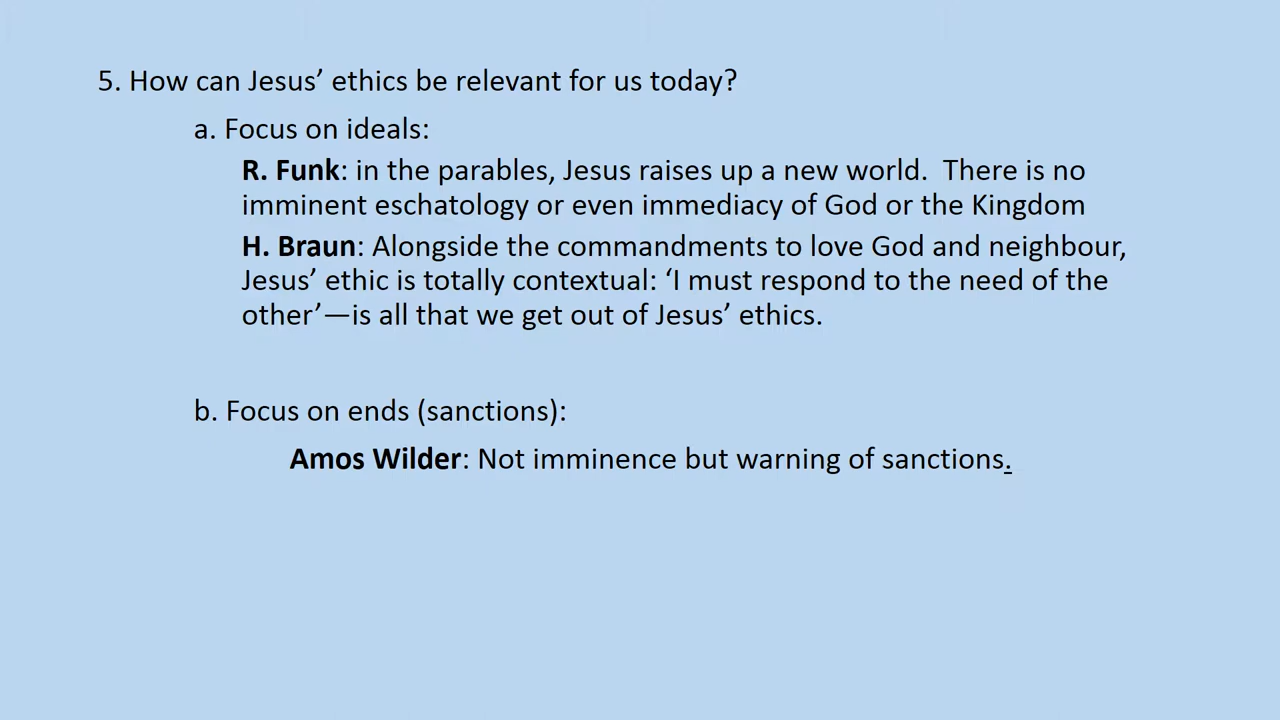 5. How can Jesus’ ethics be relevant for us today?
a. Focus on ideals:
R. Funk: in the parables, Jesus raises up a new world.  There is no
imminent eschatology or even immediacy of God or the Kingdom
H. Braun: Alongside the commandments to love God and neighbour,
Jesus’ ethic is totally contextual: ‘I must respond to the need of the
other’—is all that we get out of Jesus’ ethics.
b. Focus on ends (sanctions):
Amos Wilder: Not imminence but warning of sanctions.